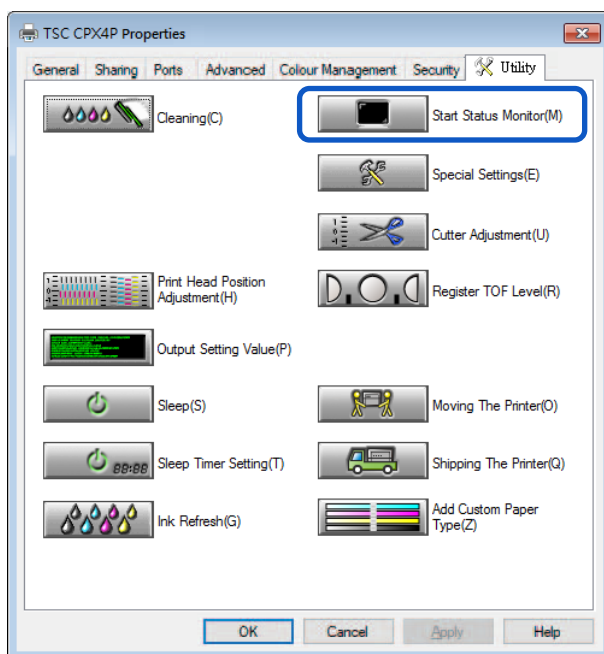 TSC CPX4P Properties
General Sharing Ports Advanced Colour Management Security Utility
Cleaning(C)
Start Status Monitor(M)
Special Settings(E)
Cutter Adjustment(U)
Print Head Position
Adjustment(H)
Register TOF Level(R)
Output Setting Value(P)
Sleep(S)
Moving The Printer(O)
Sleep Timer Setting(T)
Shipping The Printer(Q)
Ink Refresh(G)
Add Custom Paper
Type(Z)
OK Cancel Apply Help